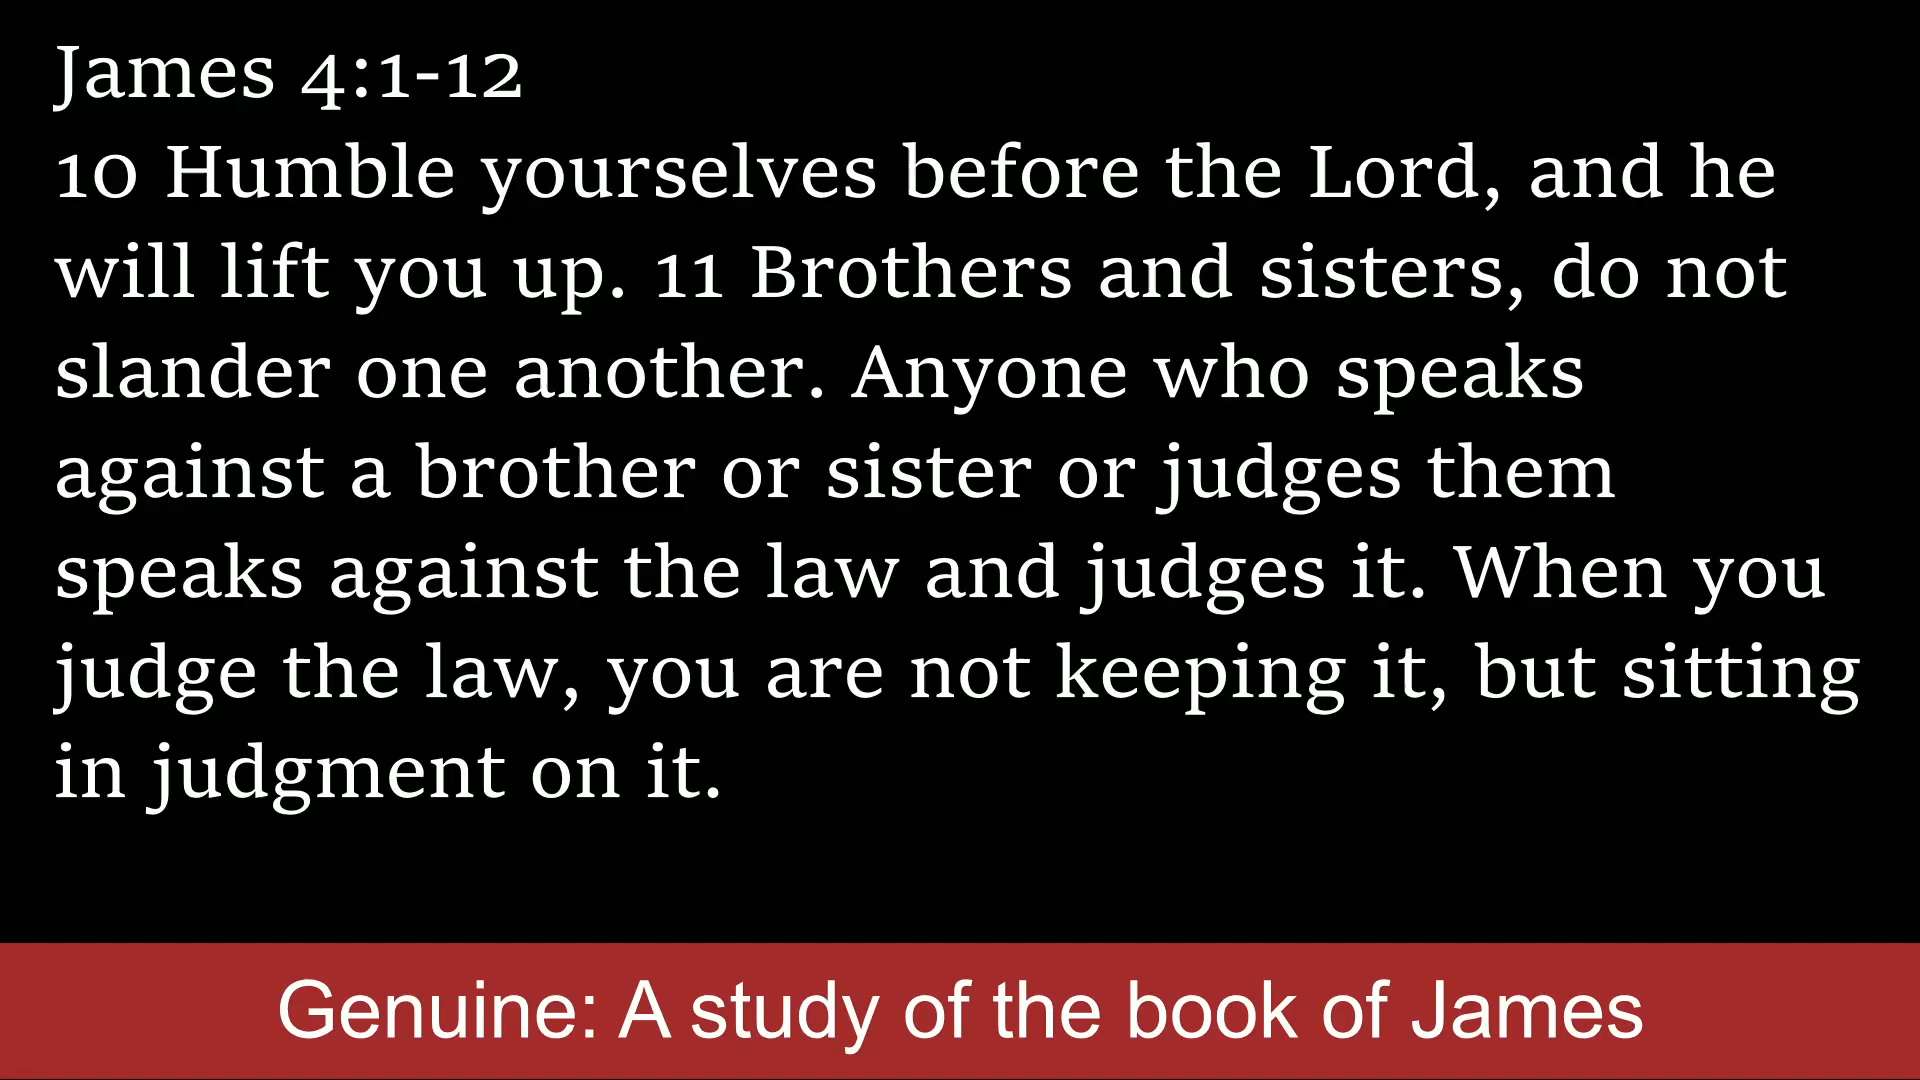 James 4:1-12
10 Humble yourselves before the Lord, and he
will lift you up. 11 Brothers and sisters, do not
slander one another. Anyone who speaks
against a brother or sister or judges them
speaks against the law and judges it. When you
judge the law, you are not keeping it, but sitting
in judgment on it.
Genuine: A study of the book of James